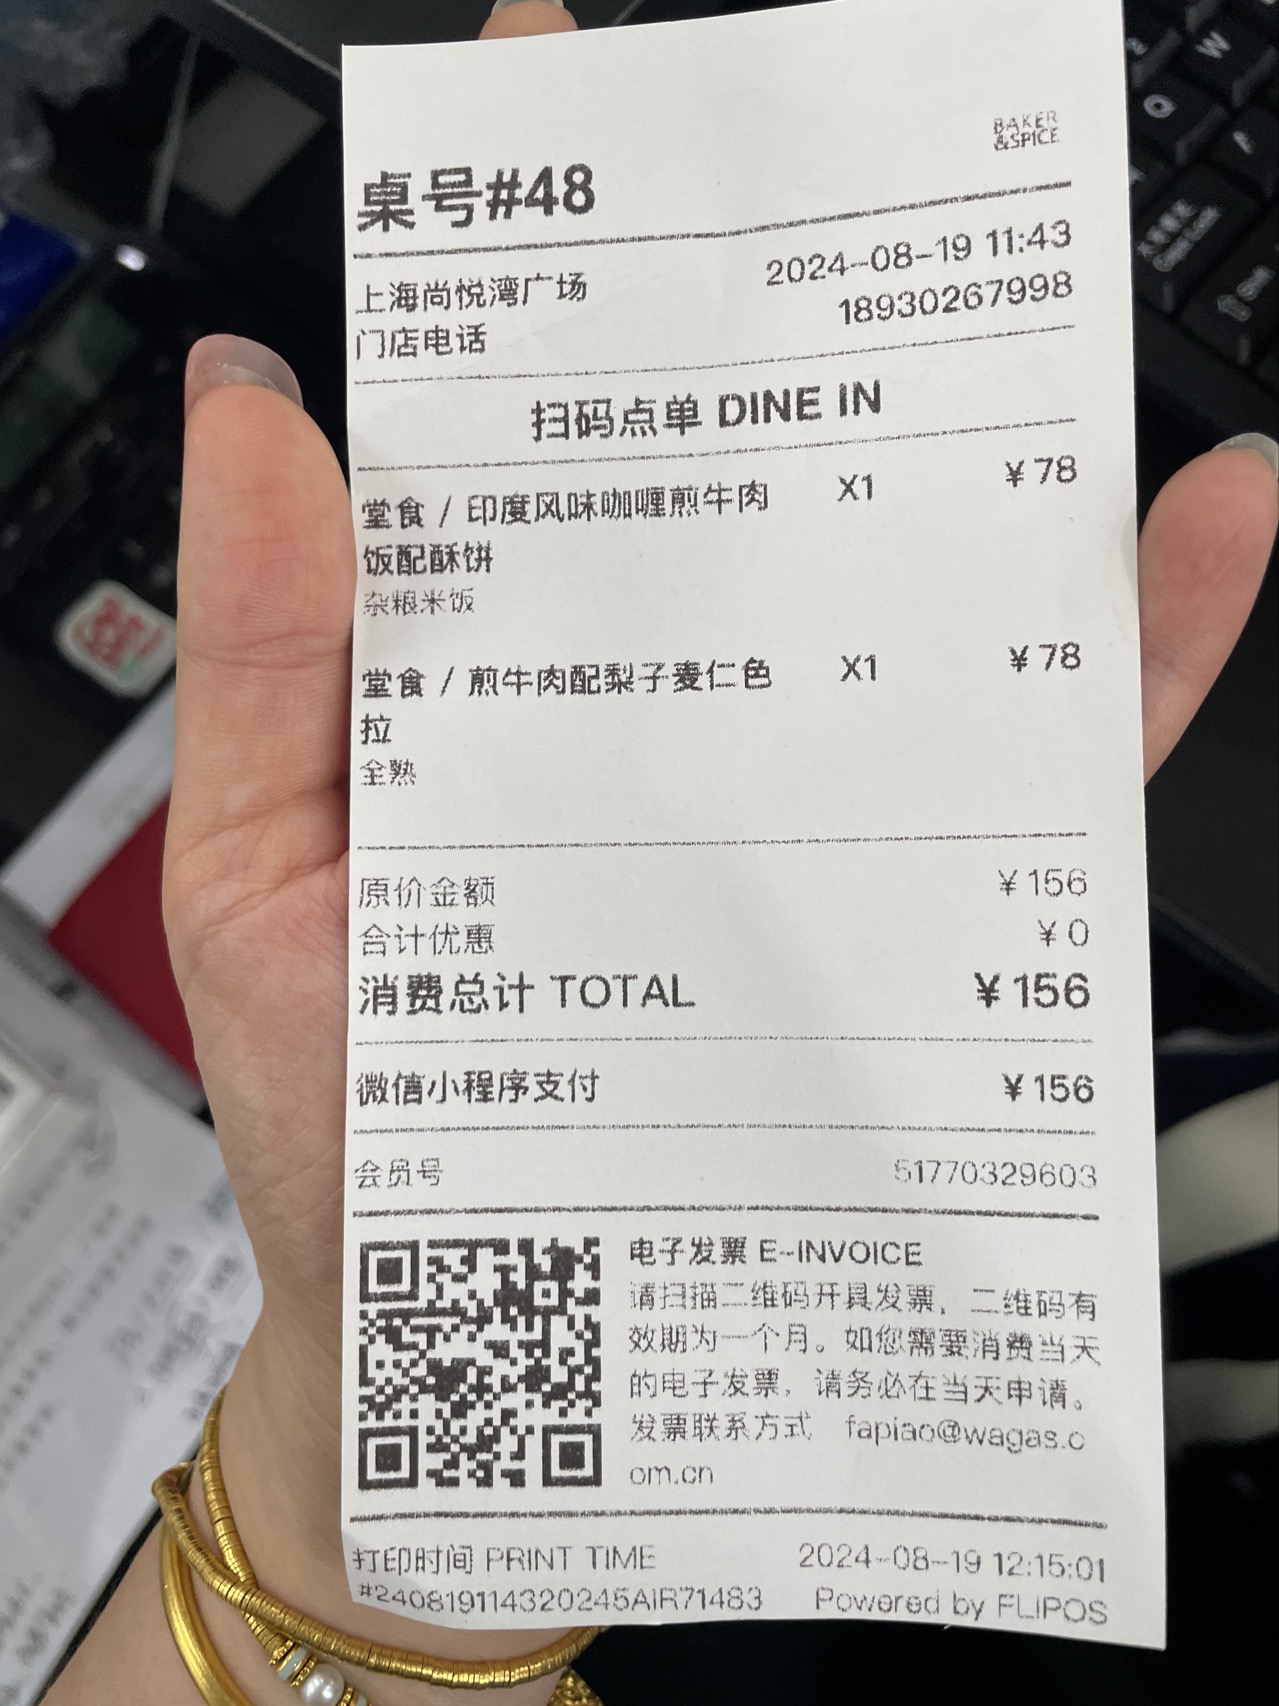 BAKER
&SPICE
桌号#48
上海尚悦湾广场 2024-08-19 11:43
门店电话 18930267998
扫码点单 DINE IN
堂食 / 印度风味咖喱煎牛肉 X1 ¥78
饭配酥饼
杂粮米饭
堂食 / 煎牛肉配梨子麦仁色 X1 ¥78
拉
全熟
原价金额 ¥156
合计优惠 ¥0
消费总计 TOTAL ¥156
微信小程序支付 ¥156
会员号 51770329603
电子发票 E-INVOICE
请扫描二维码开具发票，二维码有
效期为一个月。如您需要消费当天
的电子发票，请务必在当天申请。
发票联系方式 fapiao@wagas.c
om.cn
打印时间 PRINT TIME 2024-08-19 12:15:01
#240819114320245AIR71483 Powered by FLIPOS
W
Q
A
Caps Lock